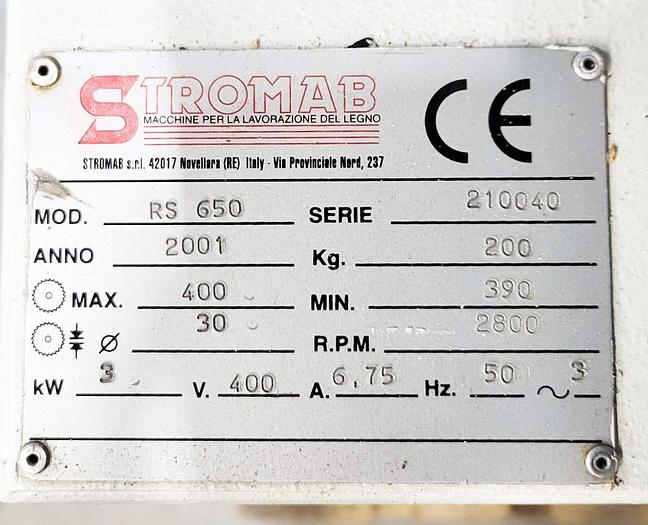 STROMAB
MACCHINE PER LA LAVORAZIONE DEL LEGNO
CE
STROMAB s.r.l. 42017 Novellara (RE) Italy - Via Provinciale Nord, 237
MOD. RS 650 SERIE 210040
ANNO 2001 Kg. 200
MAX. 400 MIN. 390
Ø 30 R.P.M. 2800
kW 3 V. 400 A. 6,75 Hz. 50 ~ 3